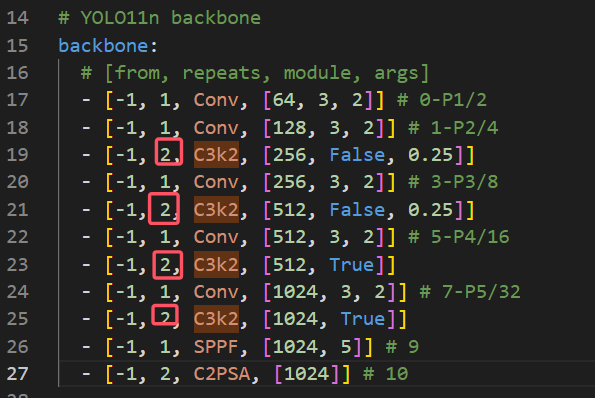 14 # YOLO11n backbone
15 backbone:
16 # [from, repeats, module, args]
17 - [-1, 1, Conv, [64, 3, 2]] # 0-P1/2
18 - [-1, 1, Conv, [128, 3, 2]] # 1-P2/4
19 - [-1, 2, C3k2, [256, False, 0.25]]
20 - [-1, 1, Conv, [256, 3, 2]] # 3-P3/8
21 - [-1, 2, C3k2, [512, False, 0.25]]
22 - [-1, 1, Conv, [512, 3, 2]] # 5-P4/16
23 - [-1, 2, C3k2, [512, True]]
24 - [-1, 1, Conv, [1024, 3, 2]] # 7-P5/32
25 - [-1, 2, C3k2, [1024, True]]
26 - [-1, 1, SPPF, [1024, 5]] # 9
27 - [-1, 2, C2PSA, [1024]] # 10